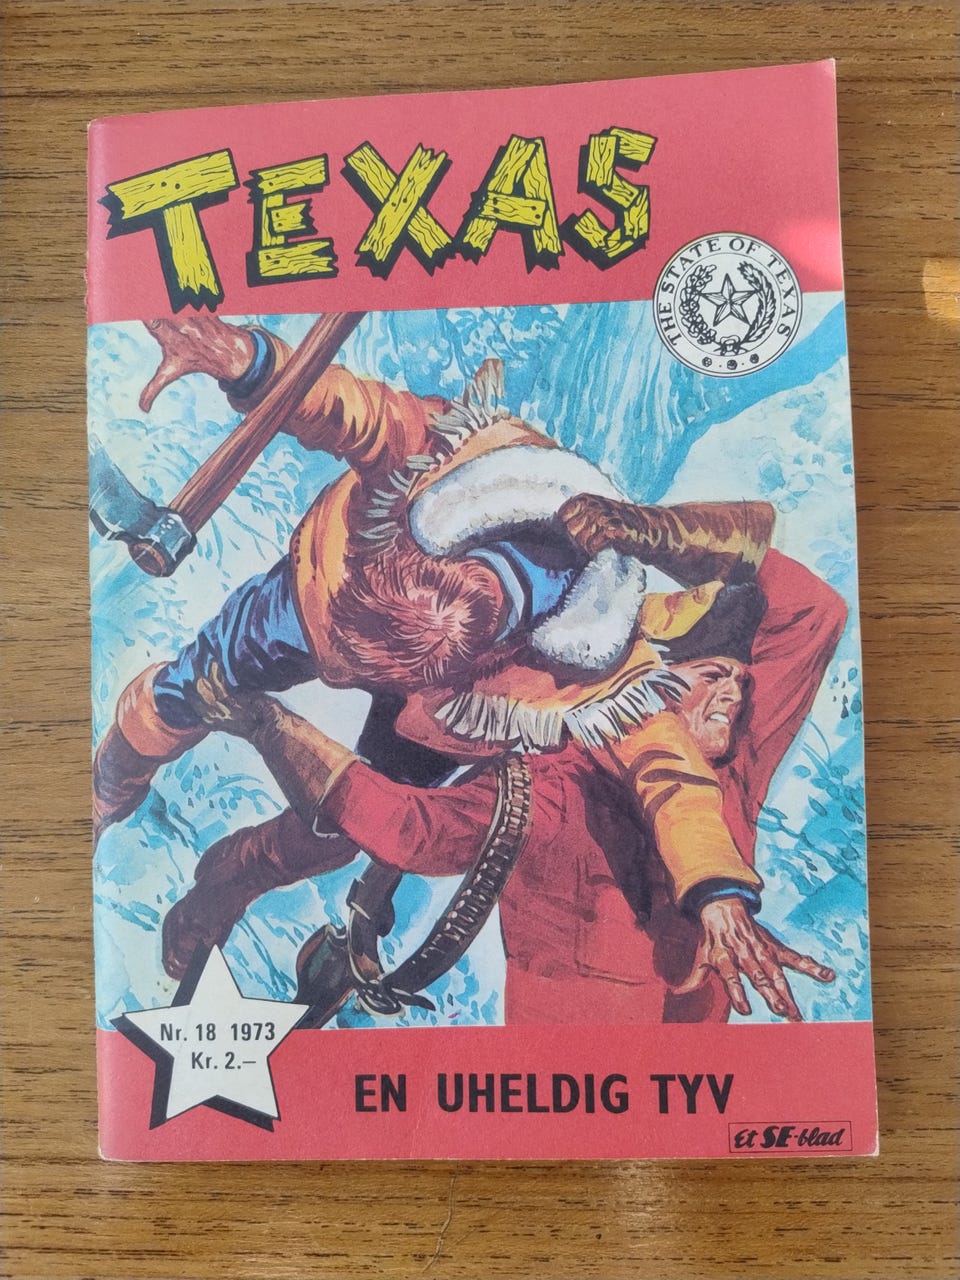 TEXAS
THE STATE OF TEXAS
Nr. 18 1973
Kr. 2.–
EN UHELDIG TYV
Et SE-blad